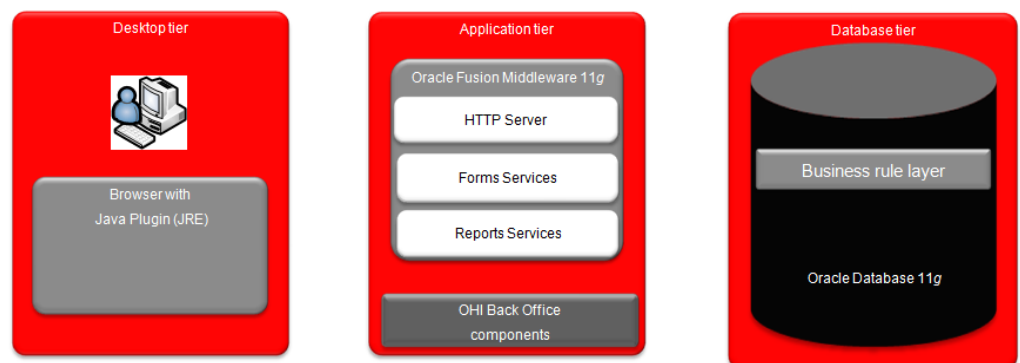 Desktop tier
Browser with
Java Plugin (JRE)
Application tier
Oracle Fusion Middleware 11g
HTTP Server
Forms Services
Reports Services
OHI Back Office
components
Database tier
Business rule layer
Oracle Database 11g